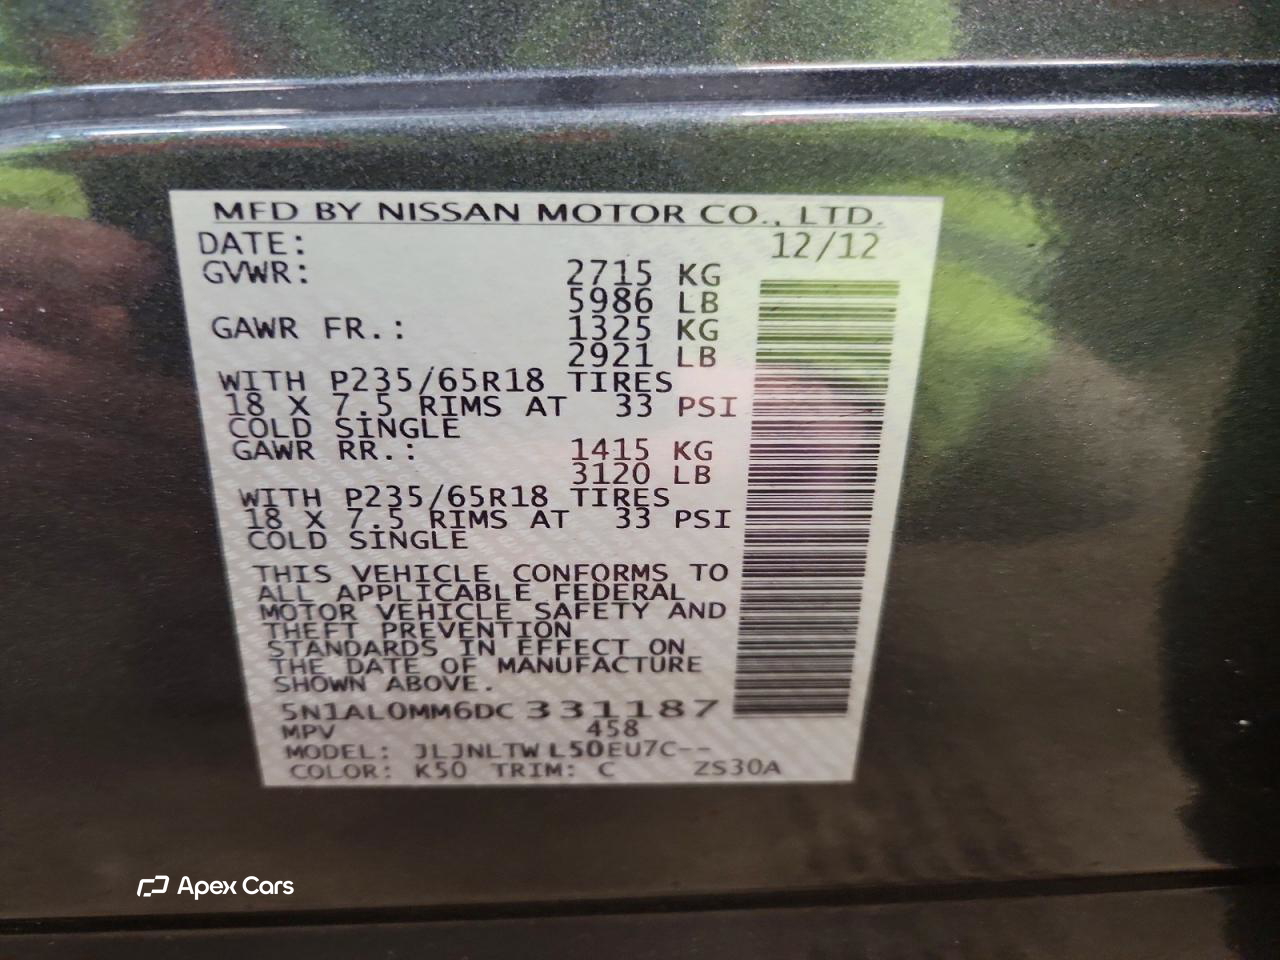 MFD BY NISSAN MOTOR CO., LTD.
DATE: 12/12
GVWR: 2715 KG
5986 LB
GAWR FR.: 1325 KG
2921 LB
WITH P235/65R18 TIRES
18 X 7.5 RIMS AT 33 PSI
COLD SINGLE
GAWR RR.: 1415 KG
3120 LB
WITH P235/65R18 TIRES
18 X 7.5 RIMS AT 33 PSI
COLD SINGLE
THIS VEHICLE CONFORMS TO
ALL APPLICABLE FEDERAL
MOTOR VEHICLE SAFETY AND
THEFT PREVENTION
STANDARDS IN EFFECT ON
THE DATE OF MANUFACTURE
SHOWN ABOVE.
5N1AL0MM6DC 331187
MPV 458
MODEL: JLJNLTW L50EU7C--
COLOR: K50 TRIM: C ZS30A
Apex Cars